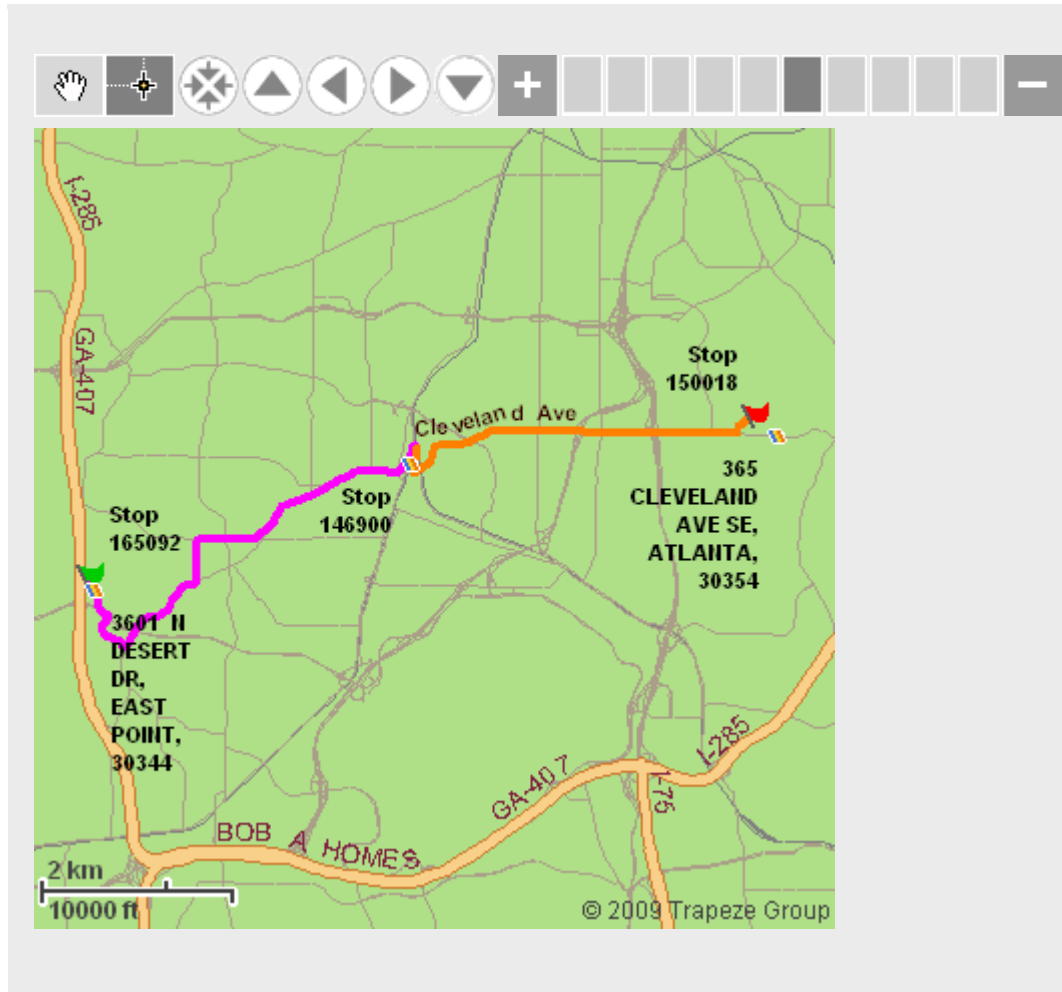 I-285
GA-407
Stop
150018
Cleveland Ave
365
CLEVELAND
AVE SE,
ATLANTA,
30354
Stop
146900
Stop
165092
3601 N
DESERT
DR,
EAST
POINT,
30344
I-285
GA-407
I-75
BOB A HOMES
2 km
10000 ft
© 2009 Trapeze Group